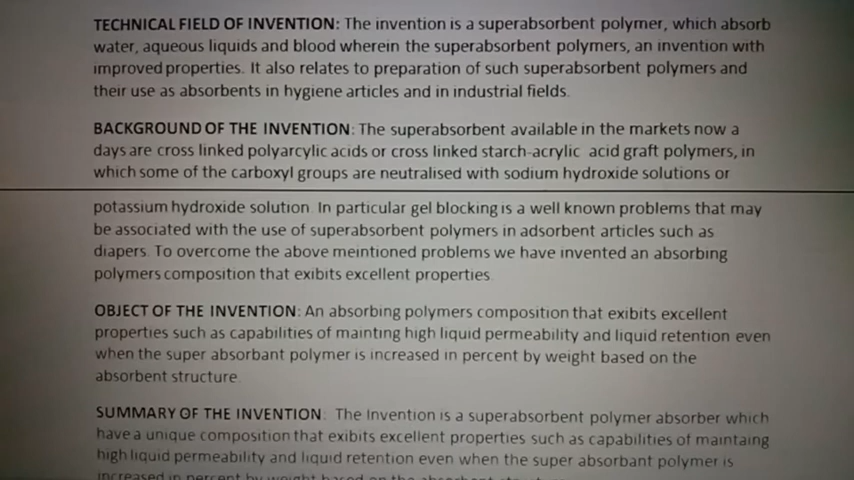 TECHNICAL FIELD OF INVENTION: The invention is a superabsorbent polymer, which absorb
water, aqueous liquids and blood wherein the superabsorbent polymers, an invention with
improved properties. It also relates to preparation of such superabsorbent polymers and
their use as absorbents in hygiene articles and in industrial fields.
BACKGROUND OF THE INVENTION: The superabsorbent available in the markets now a
days are cross linked polyarcylic acids or cross linked starch-acrylic acid graft polymers, in
which some of the carboxyl groups are neutralised with sodium hydroxide solutions or
potassium hydroxide solution. In particular gel blocking is a well known problems that may
be associated with the use of superabsorbent polymers in adsorbent articles such as
diapers. To overcome the above meintioned problems we have invented an absorbing
polymers composition that exibits excellent properties
OBJECT OF THE INVENTION: An absorbing polymers composition that exibits excellent
properties such as capabilities of mainting high liquid permeability and liquid retention even
when the super absorbant polymer is increased in percent by weight based on the
absorbent structure
SUMMARY OF THE INVENTION: The Invention is a superabsorbent polymer absorber which
have a unique composition that exibits excellent properties such as capabilities of maintaing
high liquid permeability and liquid retention even when the super absorbant polymer is
increased in percent by weight based on the absorbent